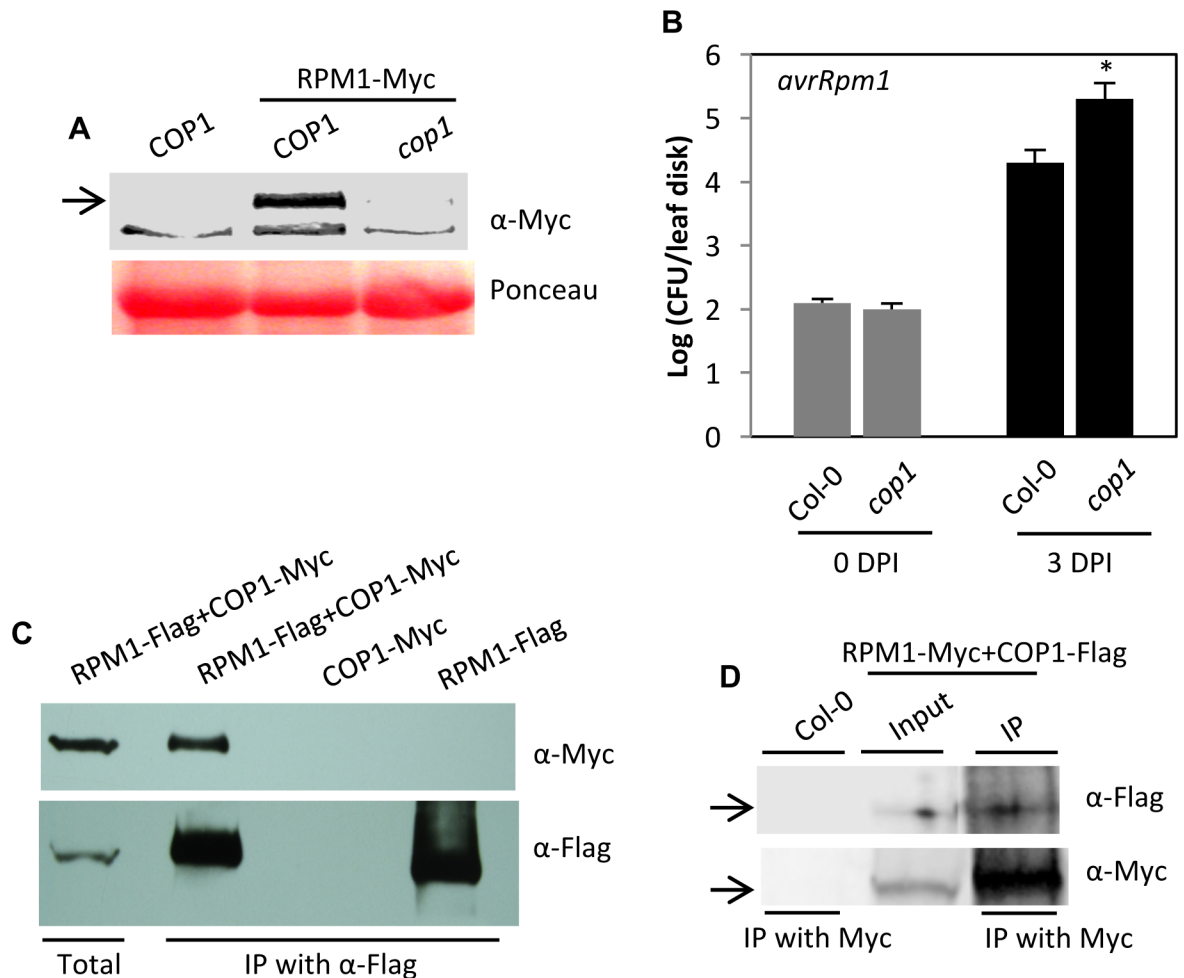 A
RPM1-Myc
COP1
COP1
cop1
α-Myc
Ponceau
B
6
5
4
3
2
1
0
Log (CFU/leaf disk)
avrRpm1
*
Col-0
cop1
Col-0
cop1
0 DPI
3 DPI
C
RPM1-Flag+COP1-Myc
RPM1-Flag+COP1-Myc
COP1-Myc
RPM1-Flag
α-Myc
α-Flag
Total
IP with α-Flag
D
RPM1-Myc+COP1-Flag
Col-0
Input
IP
α-Flag
α-Myc
IP with Myc
IP with Myc